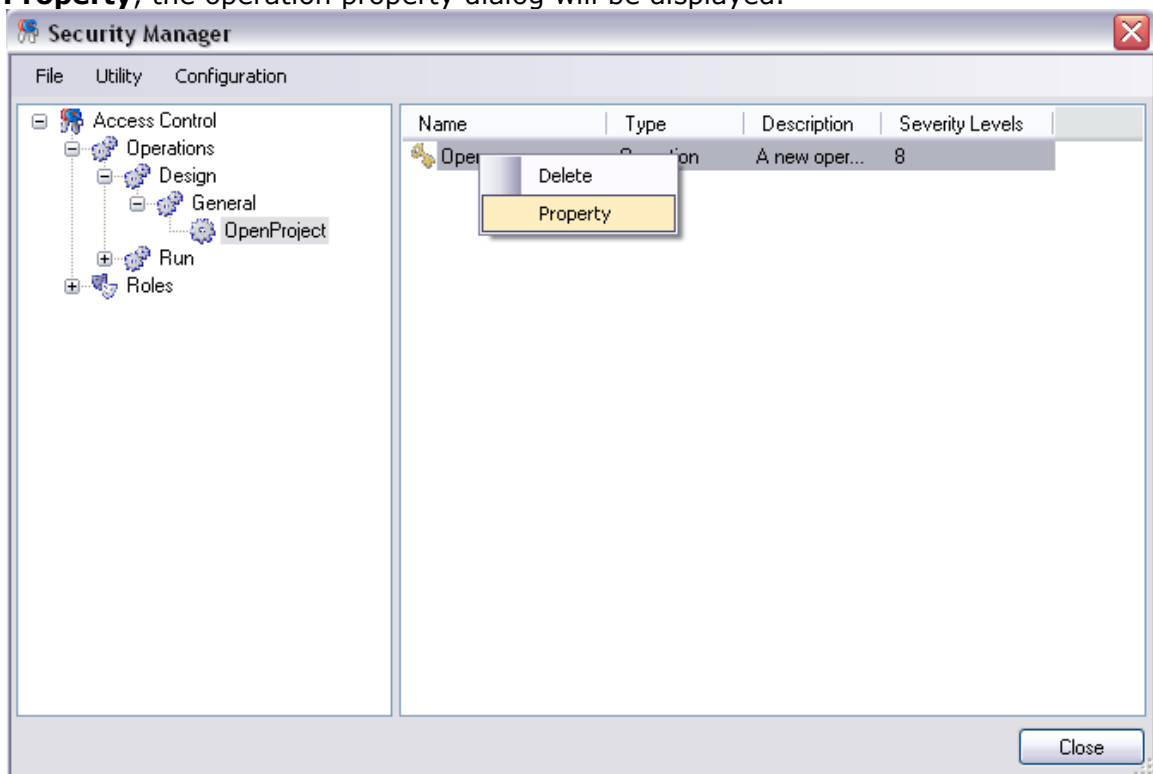 Property, the operation property dialog will be displayed.
Security Manager
File Utility Configuration
Access Control
Operations
Design
General
OpenProject
Run
Roles
Name Type Description Severity Levels
A new oper... 8
Delete
Property
Close